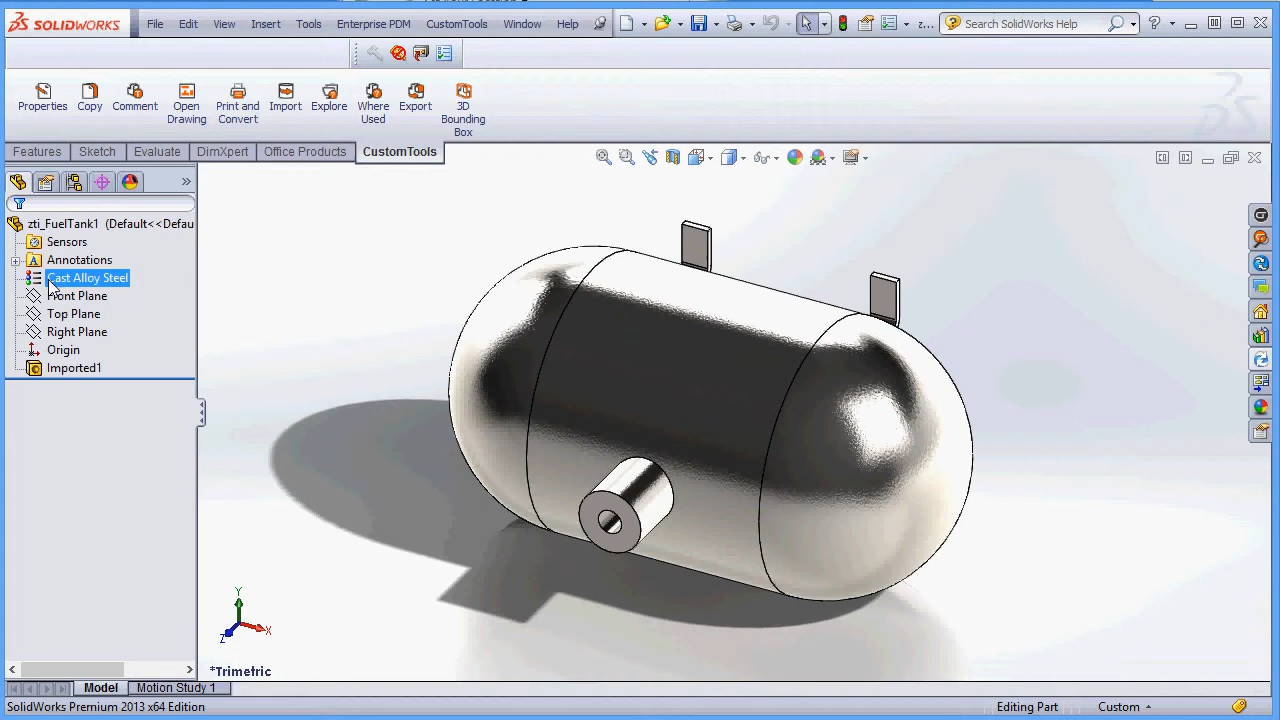 SOLIDWORKS File Edit View Insert Tools Enterprise PDM CustomTools Window Help z... Search SolidWorks Help
Properties Copy Comment Open Drawing Print and Convert Import Explore Where Used Export 3D Bounding Box
Features Sketch Evaluate DimXpert Office Products CustomTools
zti_FuelTank1 (Default<<Defau
Sensors
Annotations
Cast Alloy Steel
Front Plane
Top Plane
Right Plane
Origin
Imported1
Y
X
Z
*Trimetric
Model Motion Study 1
SolidWorks Premium 2013 x64 Edition Editing Part Custom